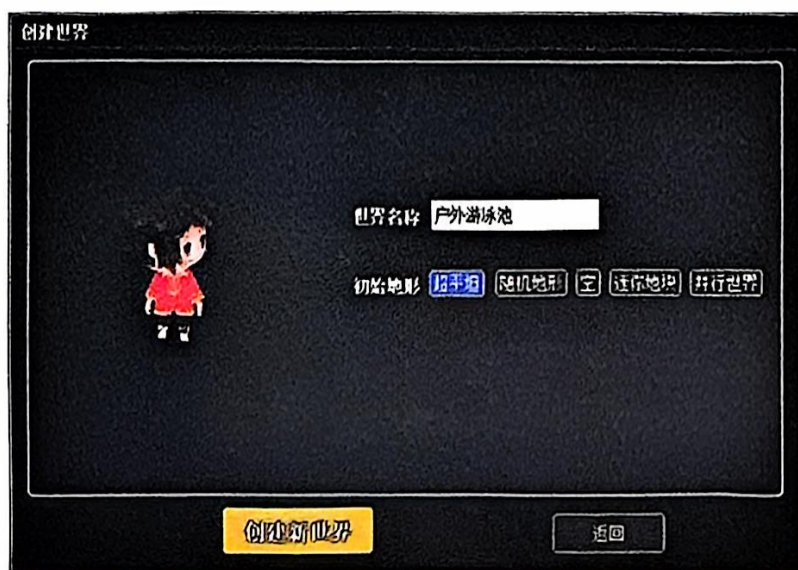 创建世界
世界名称 户外游泳池
初始地形 超平坦 随机地形 空 迷你地块 并行世界
创建新世界 返回